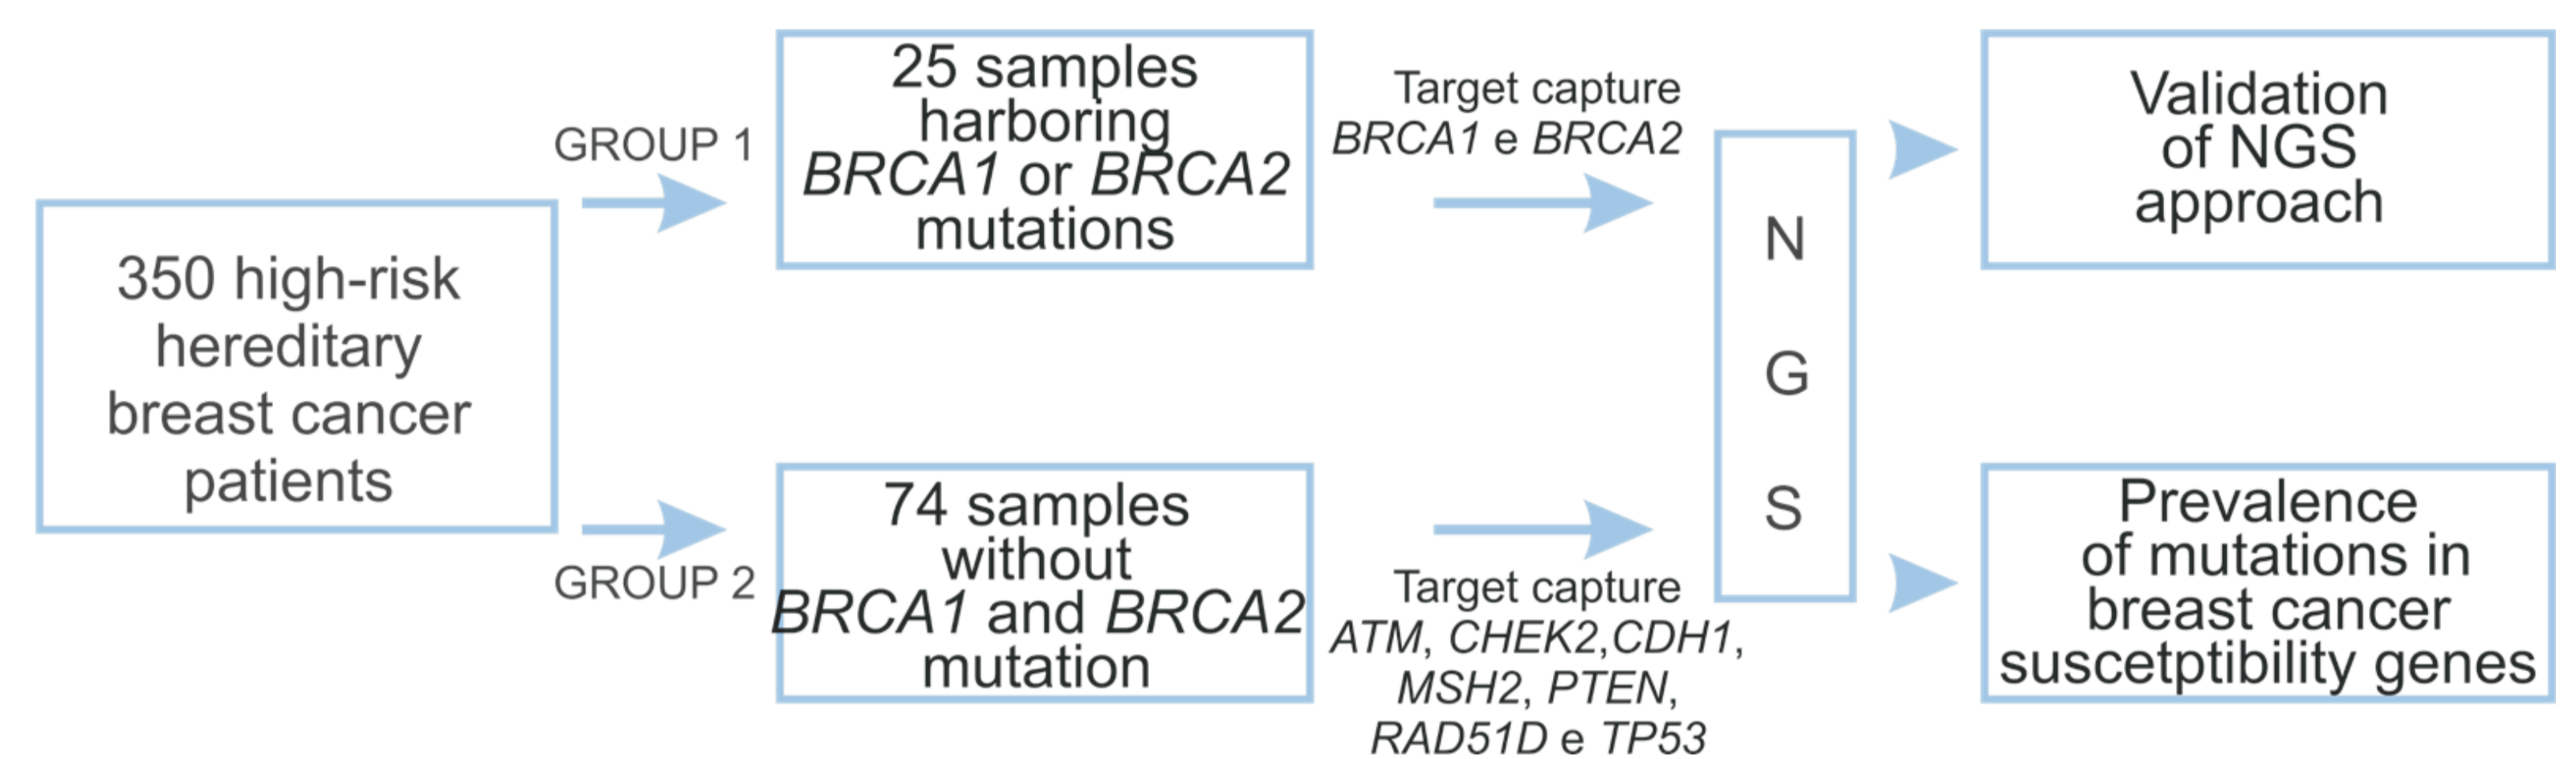 350 high-risk
hereditary
breast cancer
patients
GROUP 1
25 samples
harboring
BRCA1 or BRCA2
mutations
Target capture
BRCA1 e BRCA2
GROUP 2
74 samples
without
BRCA1 and BRCA2
mutation
Target capture
ATM, CHEK2,CDH1,
MSH2, PTEN,
RAD51D e TP53
N
G
S
Validation
of NGS
approach
Prevalence
of mutations in
breast cancer
suscetptibility genes